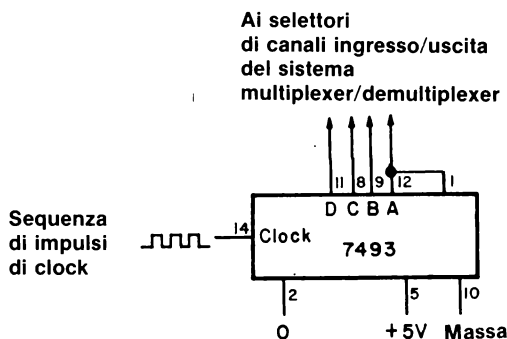 Ai selettori
di canali ingresso/uscita
del sistema
multiplexer/demultiplexer
11 8 9 12 1
D C B A
Sequenza
di impulsi
di clock
14
Clock
7493
2 5 10
0 +5V Massa